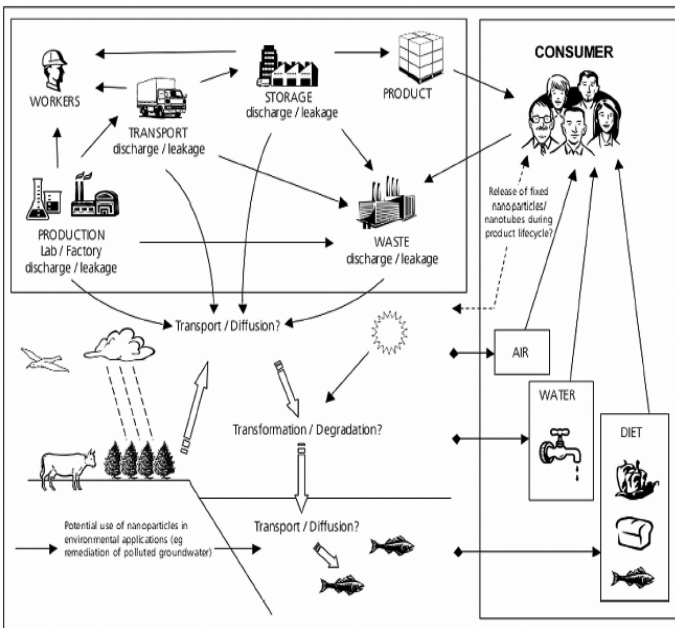 WORKERS
TRANSPORT
discharge / leakage
STORAGE
discharge / leakage
PRODUCT
PRODUCTION
Lab / Factory
discharge / leakage
WASTE
discharge / leakage
CONSUMER
Release of fixed
nanoparticles/
nanotubes during
product lifecycle?
Transport / Diffusion?
Transformation / Degradation?
Transport / Diffusion?
Potential use of nanoparticles in
environmental applications (eg
remediation of polluted groundwater)
AIR
WATER
DIET